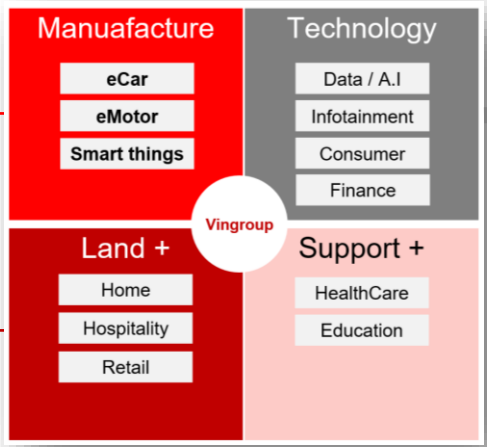 Manuafacture
eCar
eMotor
Smart things
Technology
Data / A.I
Infotainment
Consumer
Finance
Vingroup
Land +
Home
Hospitality
Retail
Support +
HealthCare
Education